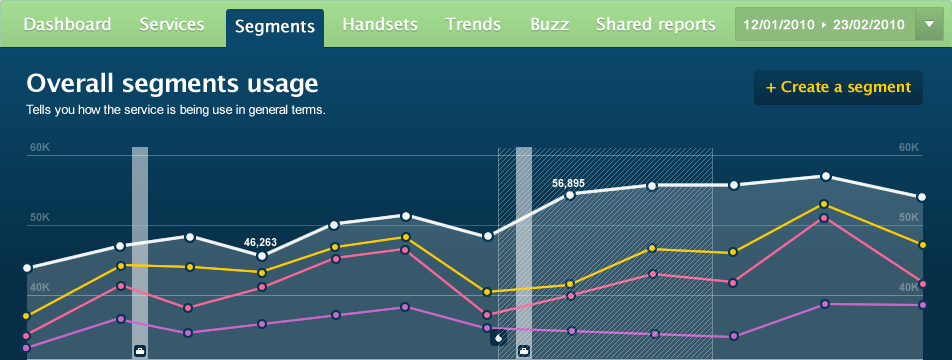 Dashboard Services Segments Handsets Trends Buzz Shared reports 12/01/2010 ▸ 23/02/2010
Overall segments usage
+ Create a segment
Tells you how the service is being use in general terms.
60K 60K
56,895
50K 50K
46,263
40K 40K